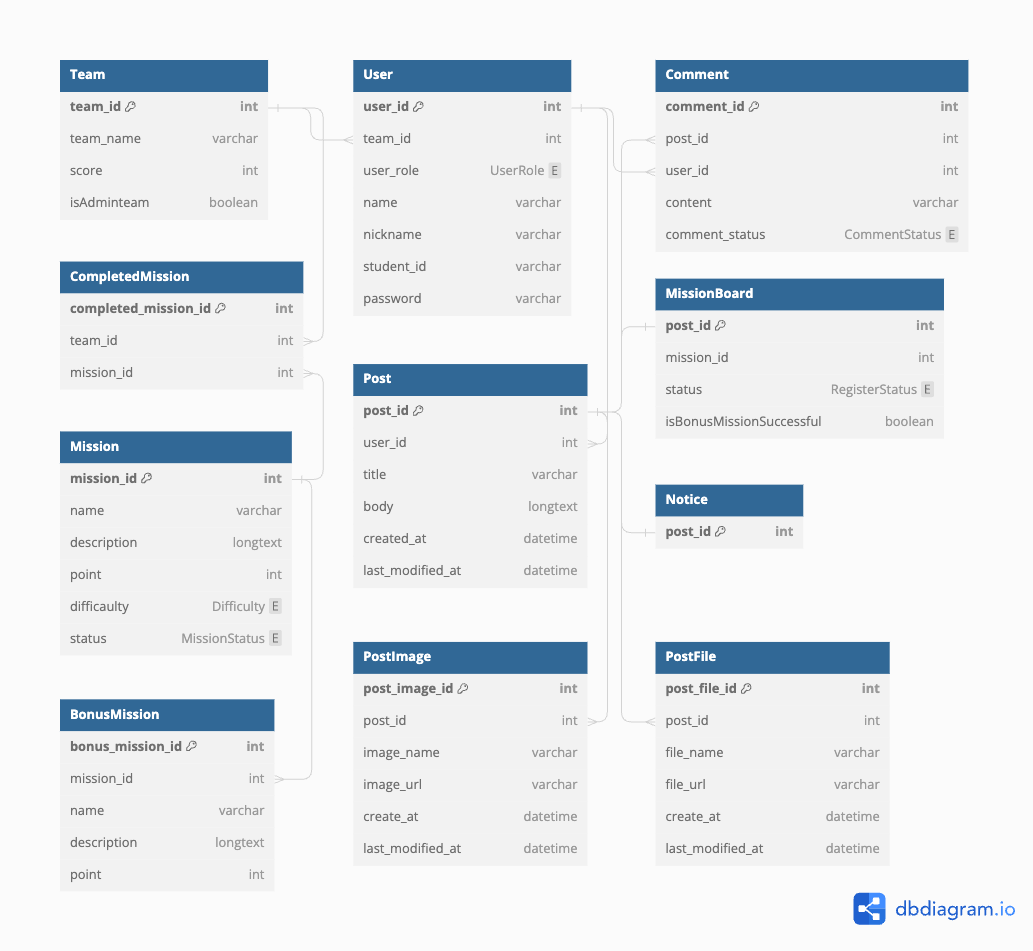 Team
team_id int
team_name varchar
score int
isAdminteam boolean
CompletedMission
completed_mission_id int
team_id int
mission_id int
Mission
mission_id int
name varchar
description longtext
point int
difficaulty Difficulty E
status MissionStatus E
BonusMission
bonus_mission_id int
mission_id int
name varchar
description longtext
point int
User
user_id int
team_id int
user_role UserRole E
name varchar
nickname varchar
student_id varchar
password varchar
Post
post_id int
user_id int
title varchar
body longtext
created_at datetime
last_modified_at datetime
PostImage
post_image_id int
post_id int
image_name varchar
image_url varchar
create_at datetime
last_modified_at datetime
Comment
comment_id int
post_id int
user_id int
content varchar
comment_status CommentStatus E
MissionBoard
post_id int
mission_id int
status RegisterStatus E
isBonusMissionSuccessful boolean
Notice
post_id int
PostFile
post_file_id int
post_id int
file_name varchar
file_url varchar
create_at datetime
last_modified_at datetime
dbdiagram.io